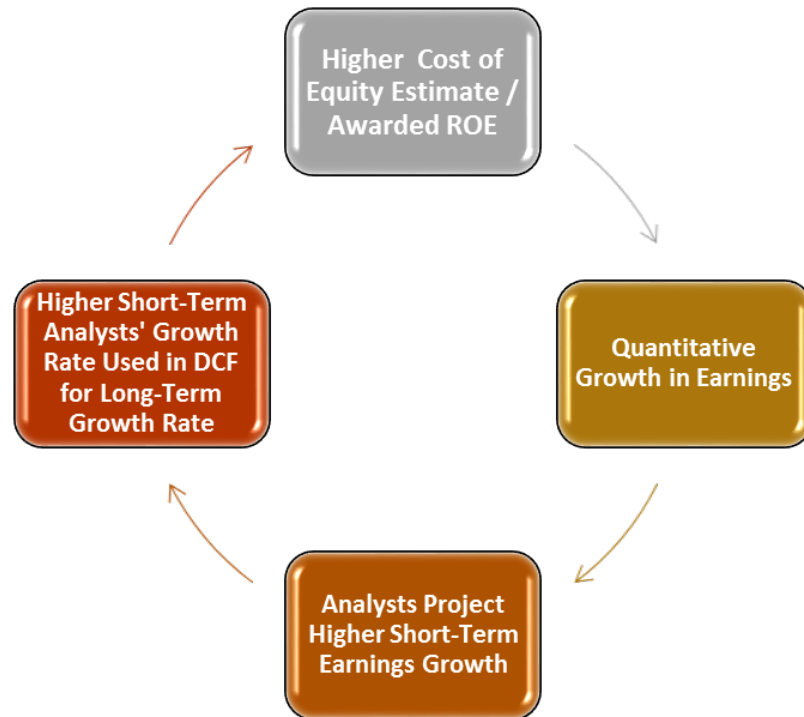 Higher  Cost of
Equity Estimate /
Awarded ROE
Quantitative
Growth in Earnings
Analysts Project
Higher Short-Term
Earnings Growth
Higher Short-Term
Analysts' Growth
Rate Used in DCF
for Long-Term
Growth Rate